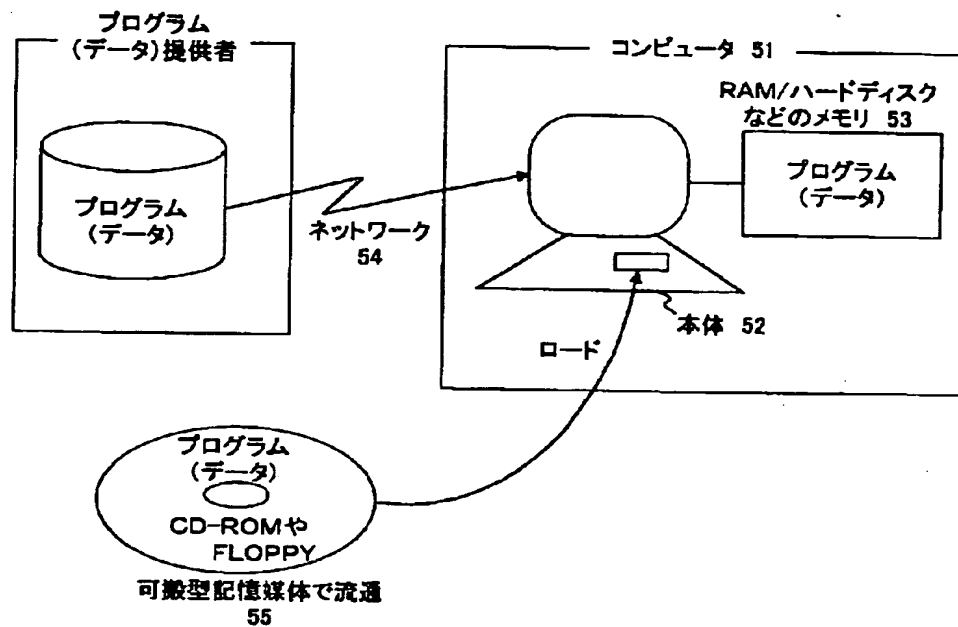 プログラム
(データ)提供者
プログラム
(データ)
ネットワーク
54
コンピュータ 51
RAM/ハードディスク
などのメモリ 53
プログラム
(データ)
本体 52
ロード
プログラム
(データ)
CD-ROMや
FLOPPY
可搬型記憶媒体で流通
55